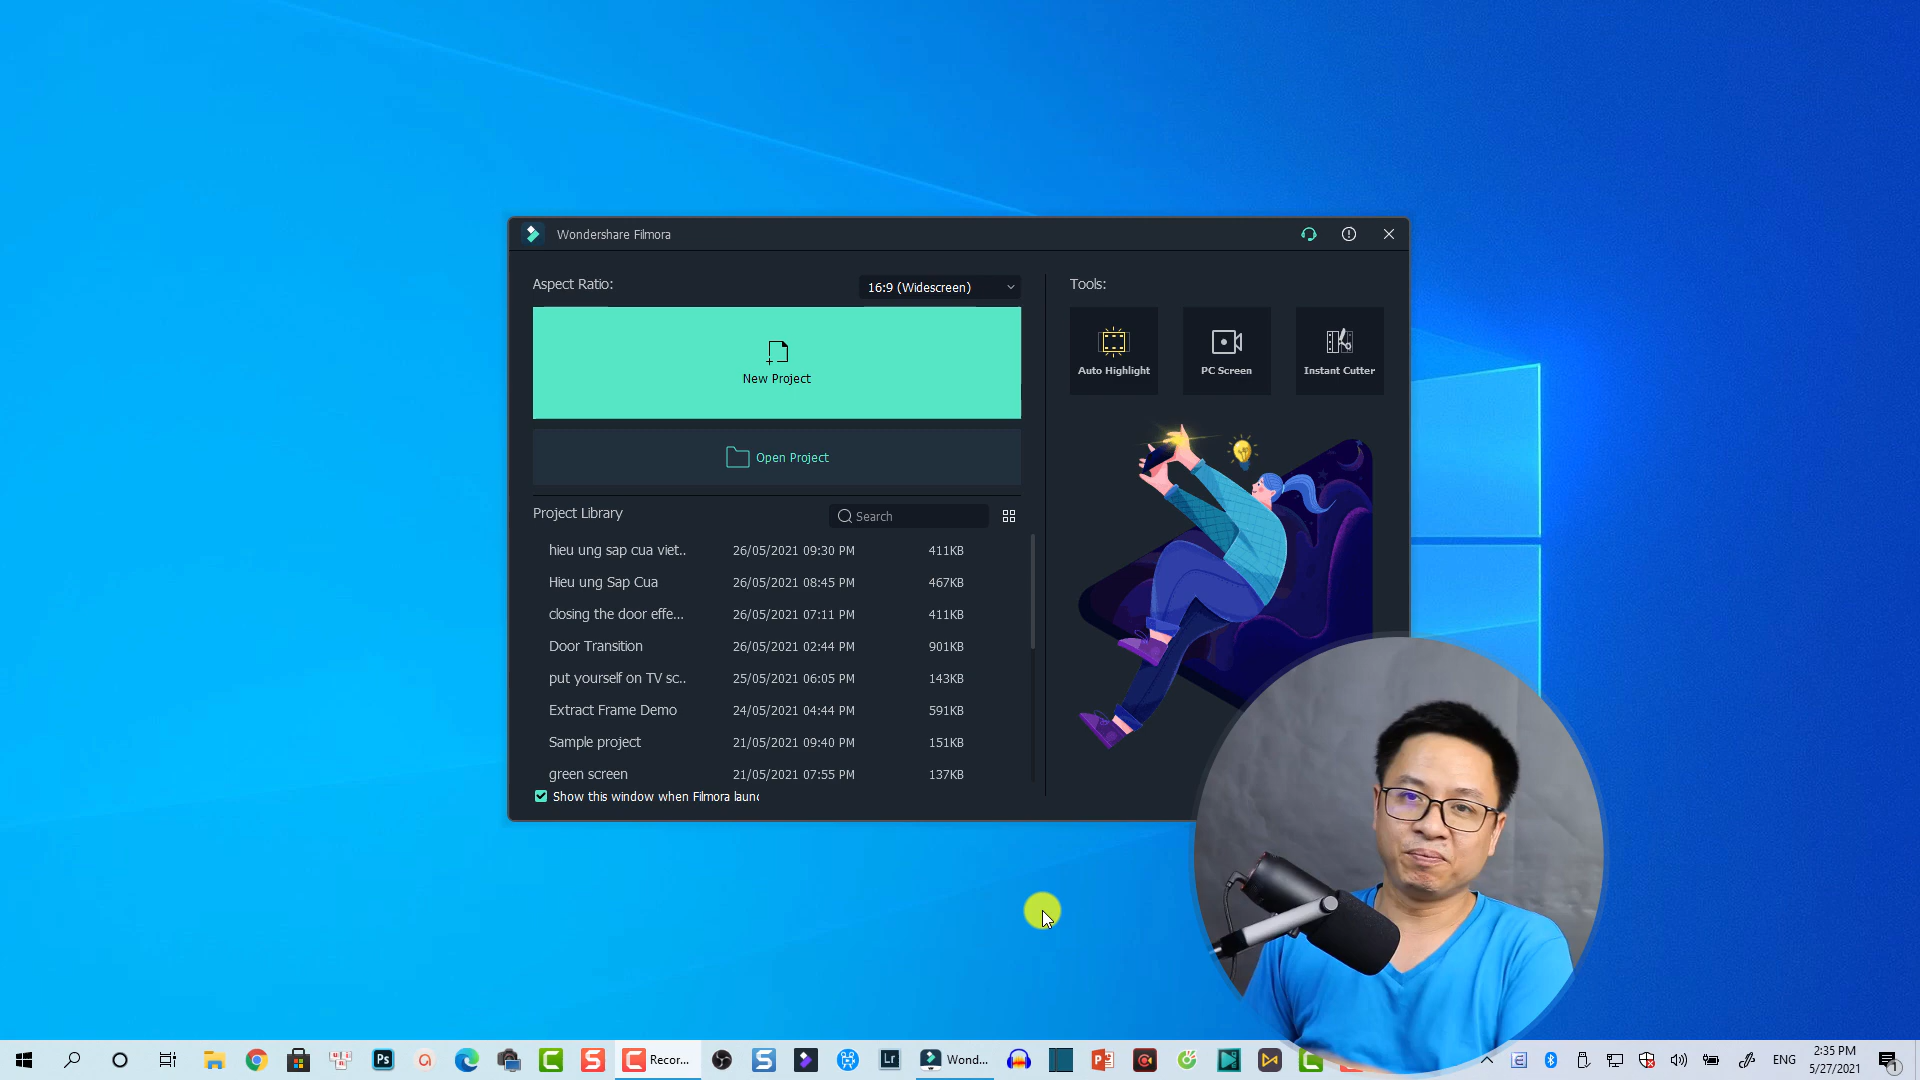 Wondershare Filmora
Aspect Ratio:
16:9 (Widescreen)
New Project
Open Project
Project Library
Search
hieu ung sap cua viet.. 26/05/2021 09:30 PM 411KB
Hieu ung Sap Cua 26/05/2021 08:45 PM 467KB
closing the door effe... 26/05/2021 07:11 PM 411KB
Door Transition 26/05/2021 02:44 PM 901KB
put yourself on TV sc.. 25/05/2021 06:05 PM 143KB
Extract Frame Demo 24/05/2021 04:44 PM 591KB
Sample project 21/05/2021 09:40 PM 151KB
green screen 21/05/2021 07:55 PM 137KB
Show this window when Filmora launc
Tools:
Auto Highlight
PC Screen
Instant Cutter
Ps
Recor...
Lrc
Wond...
ENG
2:35 PM
5/27/2021
1